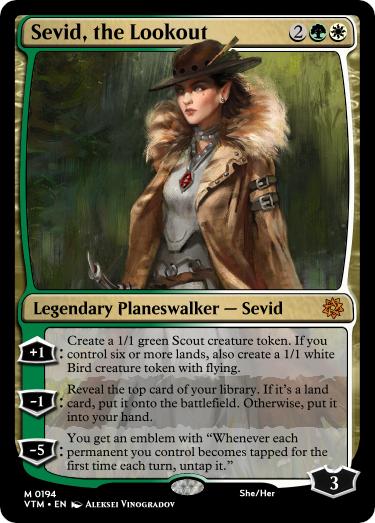 Sevid, the Lookout 2
Legendary Planeswalker — Sevid
+1: Create a 1/1 green Scout creature token. If you
control six or more lands, also create a 1/1 white
Bird creature token with flying.
-1: Reveal the top card of your library. If it's a land
card, put it onto the battlefield. Otherwise, put it
into your hand.
-5: You get an emblem with “Whenever each
permanent you control becomes tapped for the
first time each turn, untap it.”
3
M 0194
VTM • EN Aleksei Vinogradov
She/Her